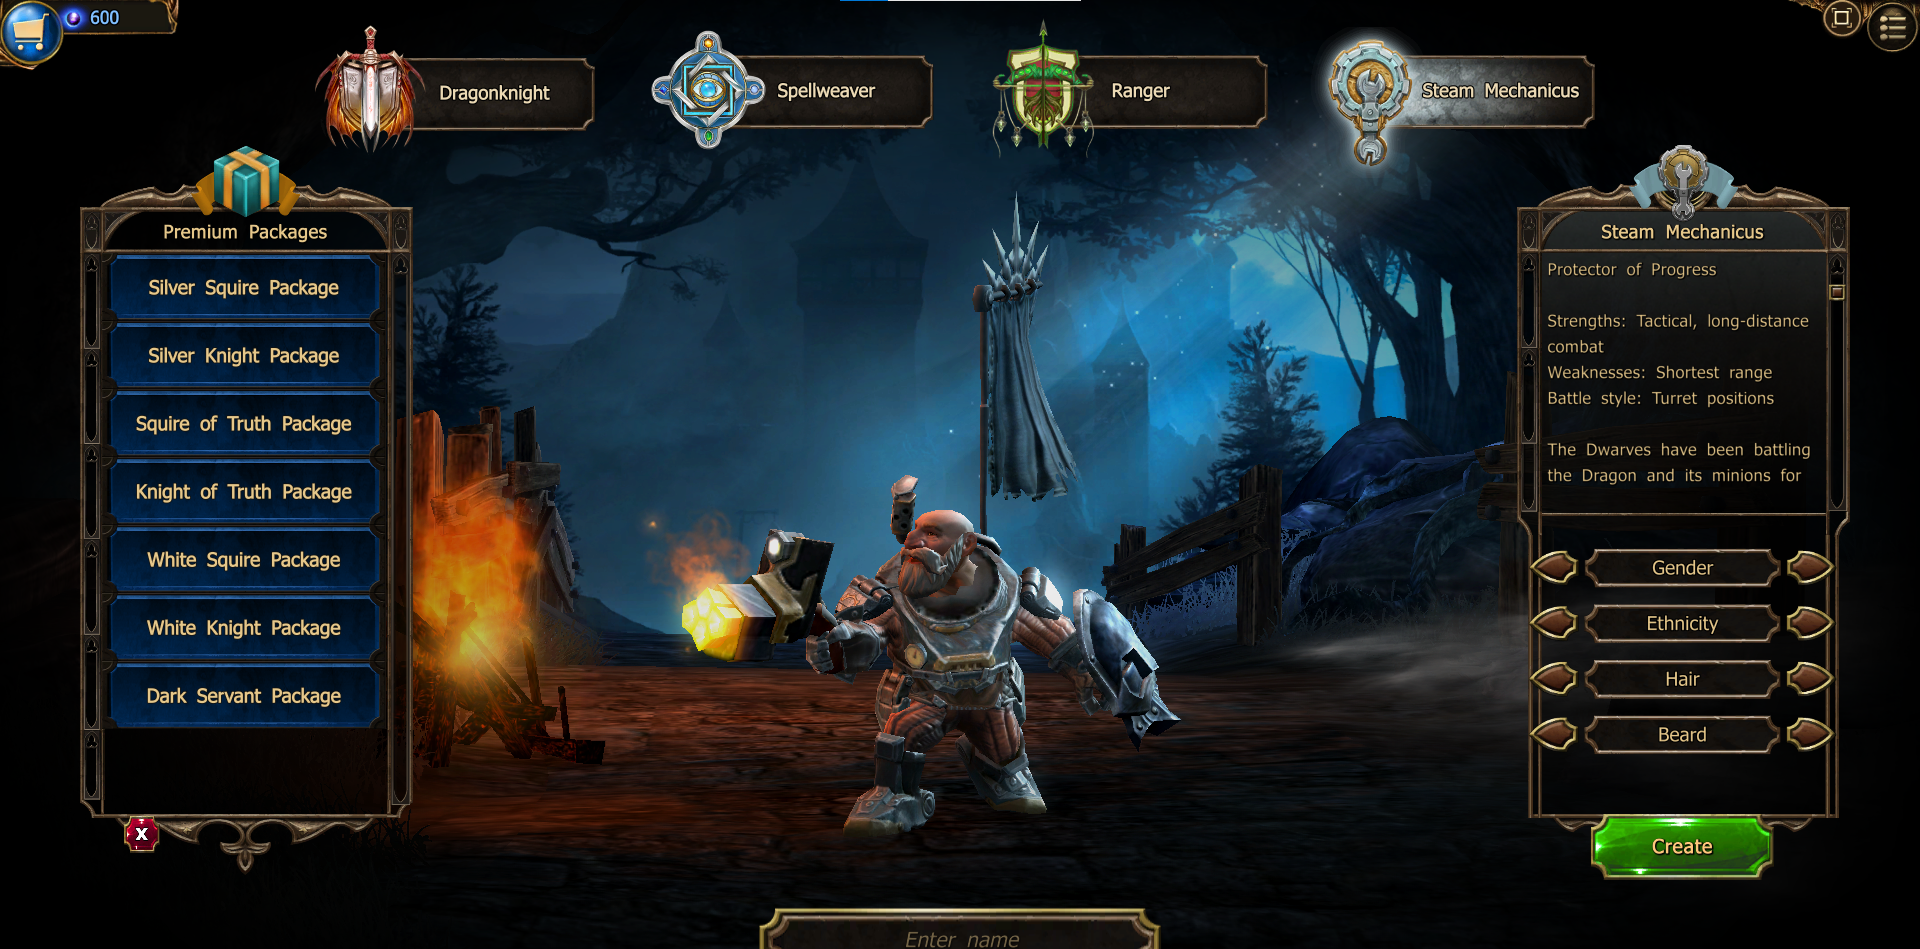 600
Dragonknight
Spellweaver
Ranger
Steam Mechanicus
Premium Packages
Silver Squire Package
Silver Knight Package
Squire of Truth Package
Knight of Truth Package
White Squire Package
White Knight Package
Dark Servant Package
X
Steam Mechanicus
Protector of Progress
Strengths: Tactical, long-distance
combat
Weaknesses: Shortest range
Battle style: Turret positions
The Dwarves have been battling
the Dragon and its minions for
Gender
Ethnicity
Hair
Beard
Create
Enter name